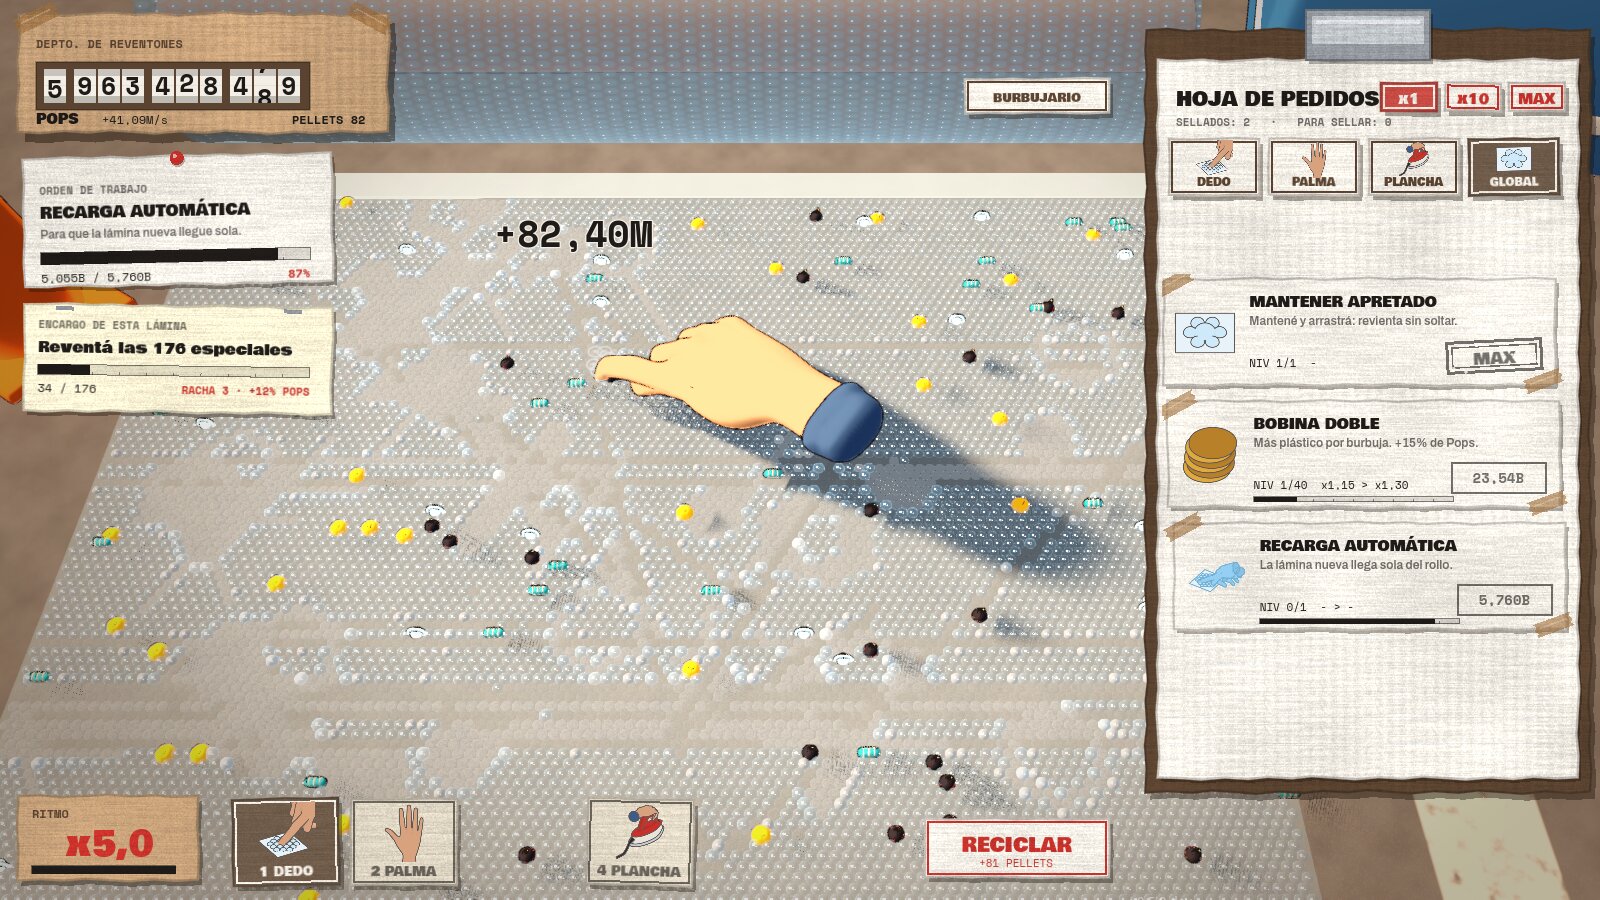 DEPTO. DE REVENTONES
5 963 428 4 9
POPS +41,09M/s PELLETS 82
ORDEN DE TRABAJO
RECARGA AUTOMÁTICA
Para que la lámina nueva llegue sola.
5,055B / 5,760B 87%
ENCARGO DE ESTA LÁMINA
Reventá las 176 especiales
34 / 176 RACHA 3 · +12% POPS
+82,40M
BURBUJARIO
HOJA DE PEDIDOS x1 x10 MAX
SELLADOS: 2 · PARA SELLAR: 0
DEDO PALMA PLANCHA GLOBAL
MANTENER APRETADO
Mantené y arrastrá: revienta sin soltar.
NIV 1/1 - MAX
BOBINA DOBLE
Más plástico por burbuja. +15% de Pops.
NIV 1/40 x1,15 > x1,30 23,54B
RECARGA AUTOMÁTICA
La lámina nueva llega sola del rollo.
NIV 0/1 - > - 5,760B
RITMO
x5,0
1 DEDO 2 PALMA 4 PLANCHA
RECICLAR
+81 PELLETS